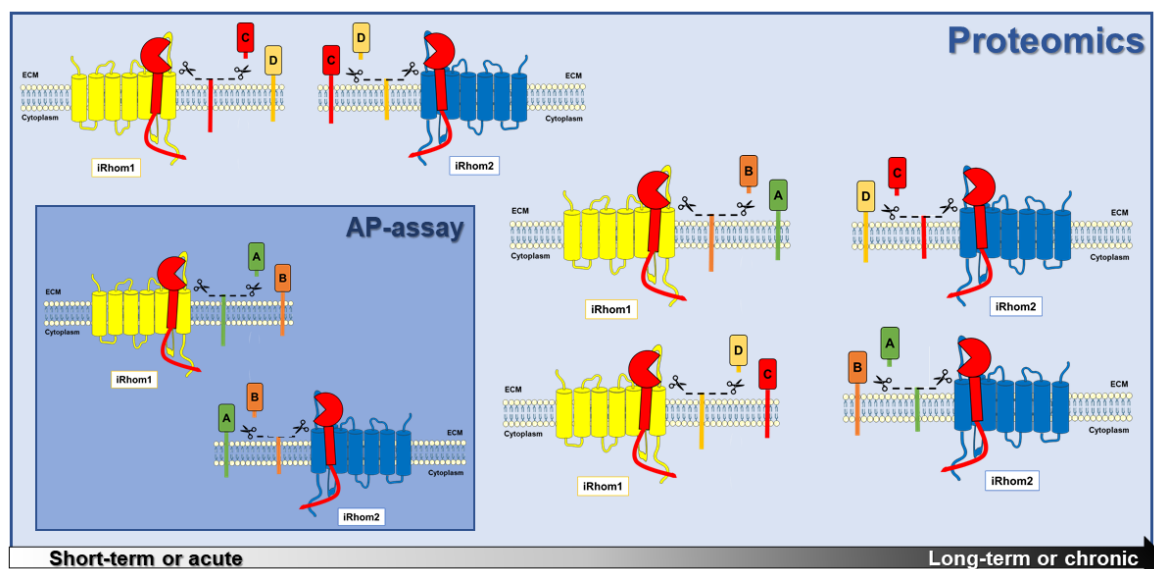 Proteomics
C
D
ECM
Cytoplasm
iRhom1
D
C
ECM
Cytoplasm
iRhom2
B
A
ECM
Cytoplasm
iRhom1
C
D
ECM
Cytoplasm
iRhom2
AP-assay
A
B
ECM
Cytoplasm
iRhom1
B
A
ECM
Cytoplasm
iRhom2
D
C
ECM
Cytoplasm
iRhom1
A
B
ECM
Cytoplasm
iRhom2
Short-term or acute
Long-term or chronic